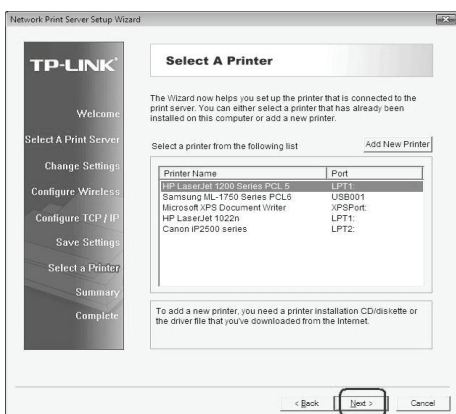 Network Print Server Setup Wizard
TP-LINK
Welcome
Select A Print Server
Change Settings
Configure Wireless
Configure TCP / IP
Save Settings
Select a Printer
Summary
Complete
Select A Printer
The Wizard now helps you set up the printer that is connected to the
print server. You can either select a printer that has already been
installed on this computer or add a new printer.
Select a printer from the following list
Add New Printer
Printer Name Port
HP LaserJet 1200 Series PCL 5 LPT1:
Samsung ML-1750 Series PCL6 USB001
Microsoft XPS Document Writer XPSPort:
HP LaserJet 1022n LPT1:
Canon iP2500 series LPT2:
To add a new printer, you need a printer installation CD/diskette or
the driver file that you've downloaded from the Internet.
< Back Next > Cancel